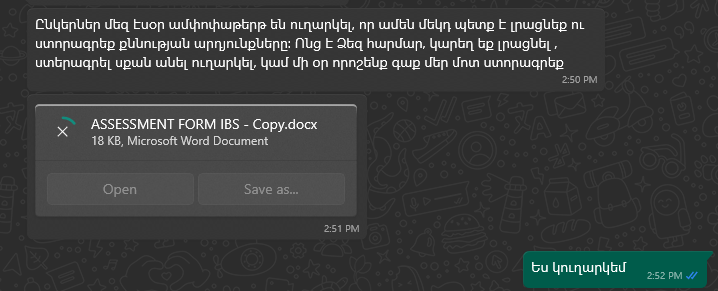 Ընկերներ մեզ էսօր ամփոփաթերթ են ուղարկել, որ ամեն մեկդ պետք է լրացնեք ու
ստորագրեք քննության արդյունքները։ Ոնց է Ձեզ հարմար, կարեղ եք լրացնել ,
ստերագրել սքան անել ուղարկել, կամ մի օր որոշենք գաք մեր մոտ ստորագրեք
2:50 PM
ASSESSMENT FORM IBS - Copy.docx
18 KB, Microsoft Word Document
Open Save as...
2:51 PM
Ես կուղարկեմ 2:52 PM